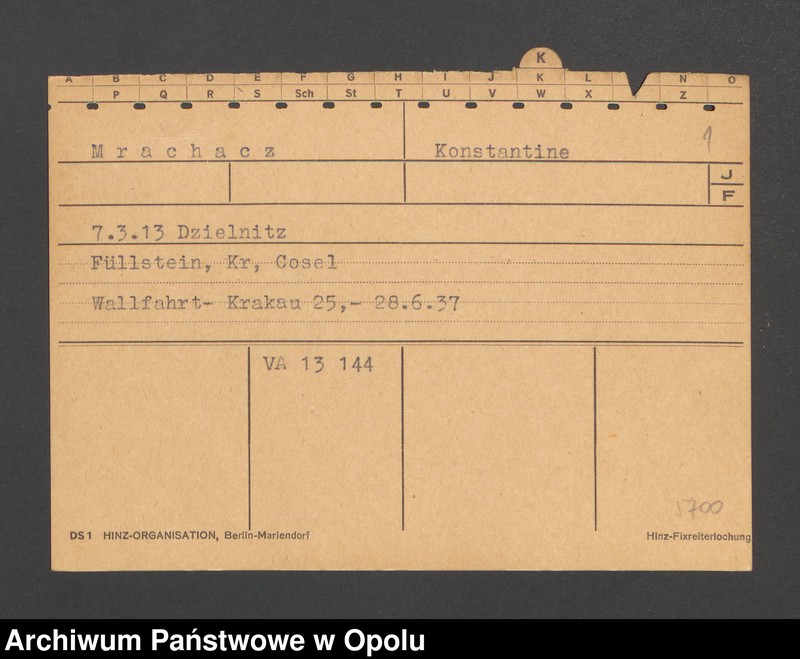 K
A B C D E F G H I J K L N O
P Q R S Sch St T U V W X Z
1
M r a c h a c z Konstantine
J
F
7.3.13 Dzielnitz
Füllstein, Kr, Cosel
Wallfahrt- Krakau 25,- 28.6.37
VA 13 144
5700
DS1 HINZ-ORGANISATION, Berlin-Mariendorf Hinz-Fixreiterlochung
Archiwum Państwowe w Opolu